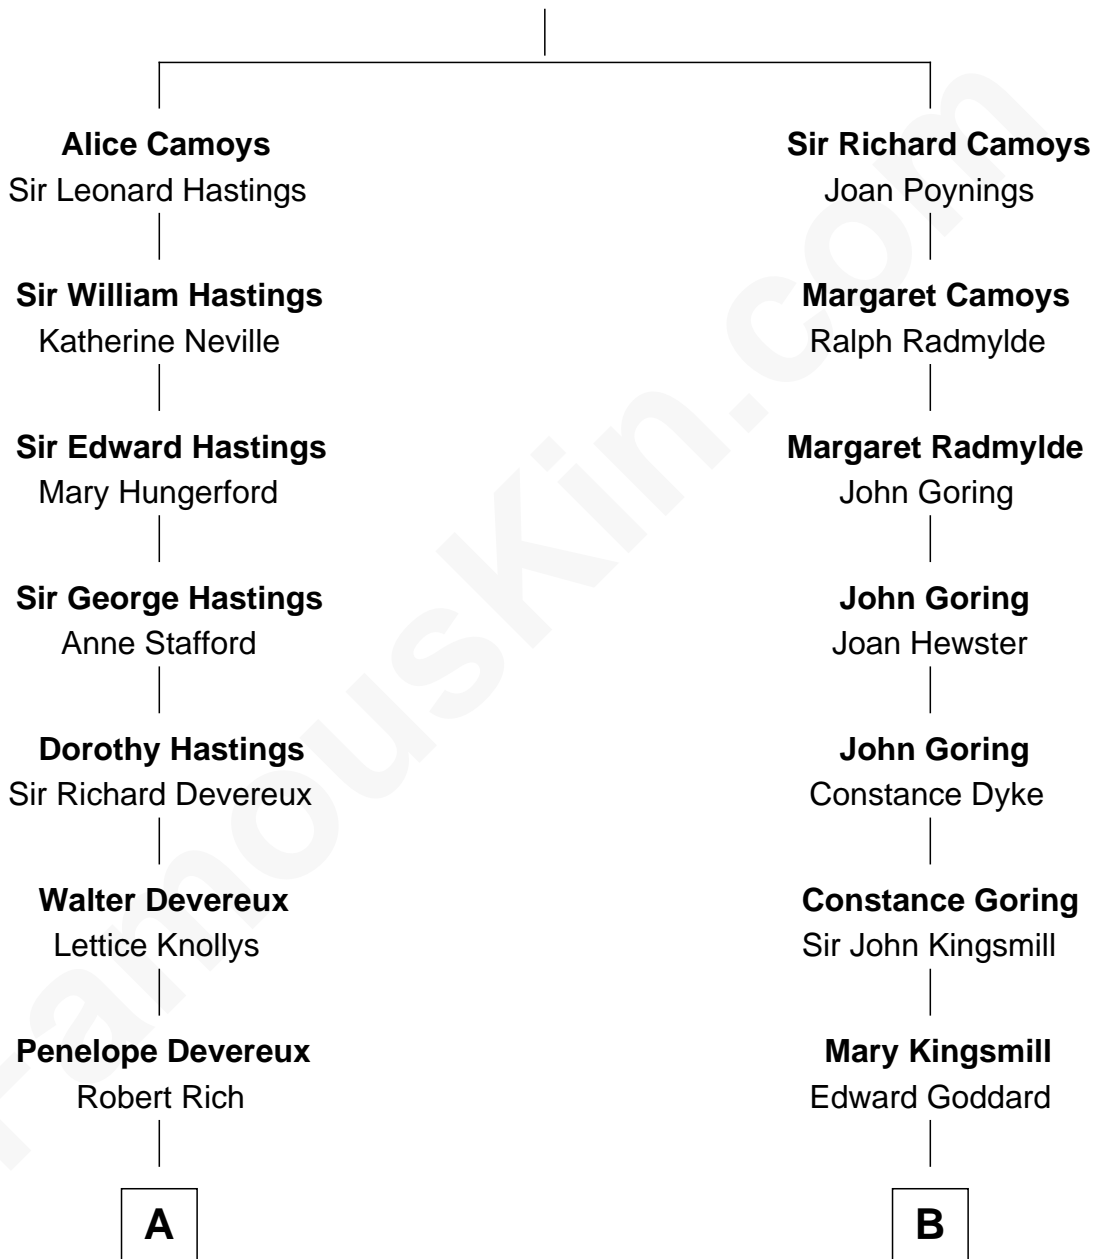 Alice Camoys
Sir Leonard Hastings
Sir William Hastings
Katherine Neville
Sir Edward Hastings
Mary Hungerford
Sir George Hastings
Anne Stafford
Dorothy Hastings
Sir Richard Devereux
Walter Devereux
Lettice Knollys
Penelope Devereux
Robert Rich
A
Sir Richard Camoys
Joan Poynings
Margaret Camoys
Ralph Radmylde
Margaret Radmylde
John Goring
John Goring
Joan Hewster
John Goring
Constance Dyke
Constance Goring
Sir John Kingsmill
Mary Kingsmill
Edward Goddard
B
FamousKin.com